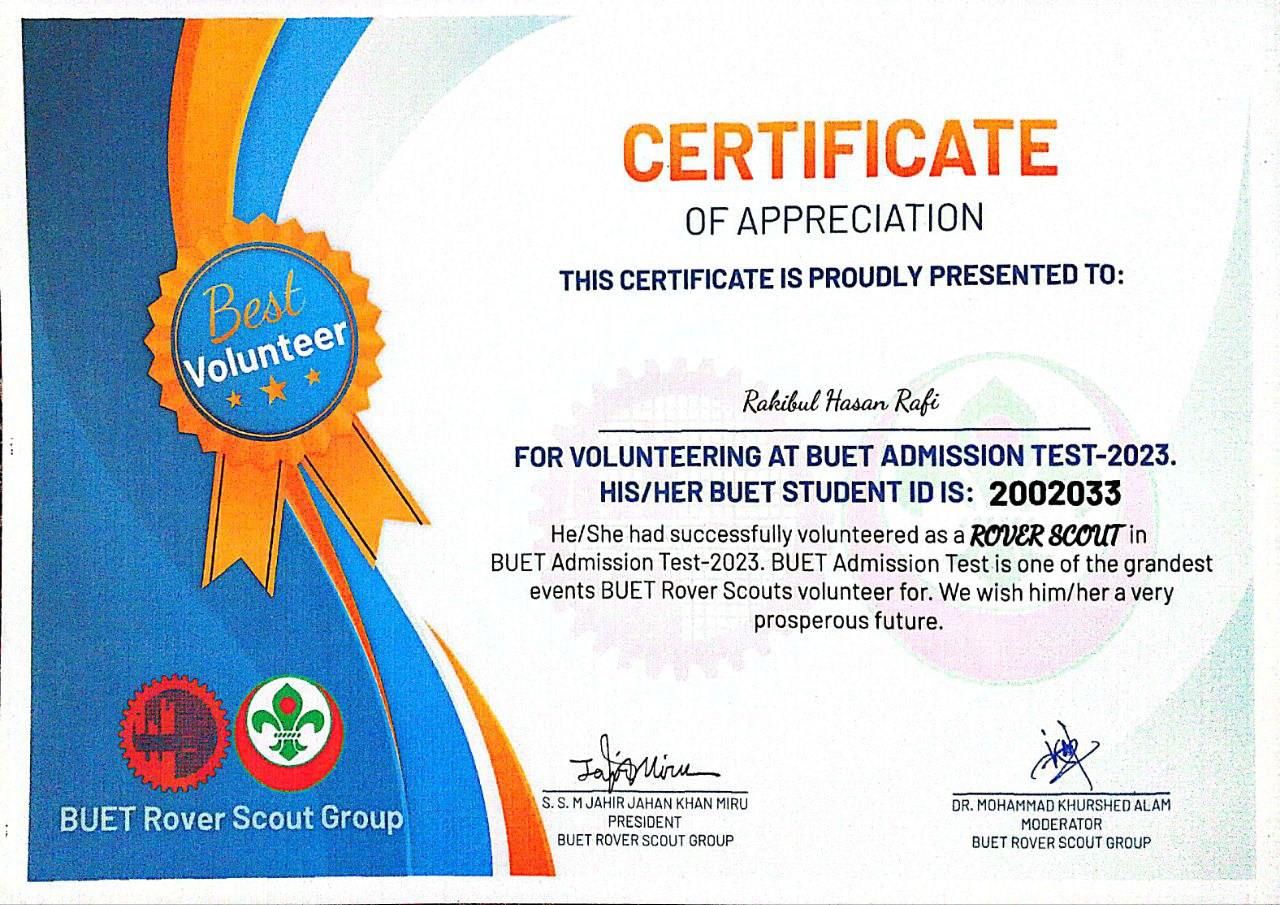 CERTIFICATE
OF APPRECIATION
THIS CERTIFICATE IS PROUDLY PRESENTED TO:
Best
Volunteer
Rakibul Hasan Rafi
FOR VOLUNTEERING AT BUET ADMISSION TEST-2023.
HIS/HER BUET STUDENT ID IS: 2002033
He/She had successfully volunteered as a ROVER SCOUT in
BUET Admission Test-2023. BUET Admission Test is one of the grandest
events BUET Rover Scouts volunteer for. We wish him/her a very
prosperous future.
BUET Rover Scout Group
S. S. M JAHIR JAHAN KHAN MIRU
PRESIDENT
BUET ROVER SCOUT GROUP
DR. MOHAMMAD KHURSHED ALAM
MODERATOR
BUET ROVER SCOUT GROUP